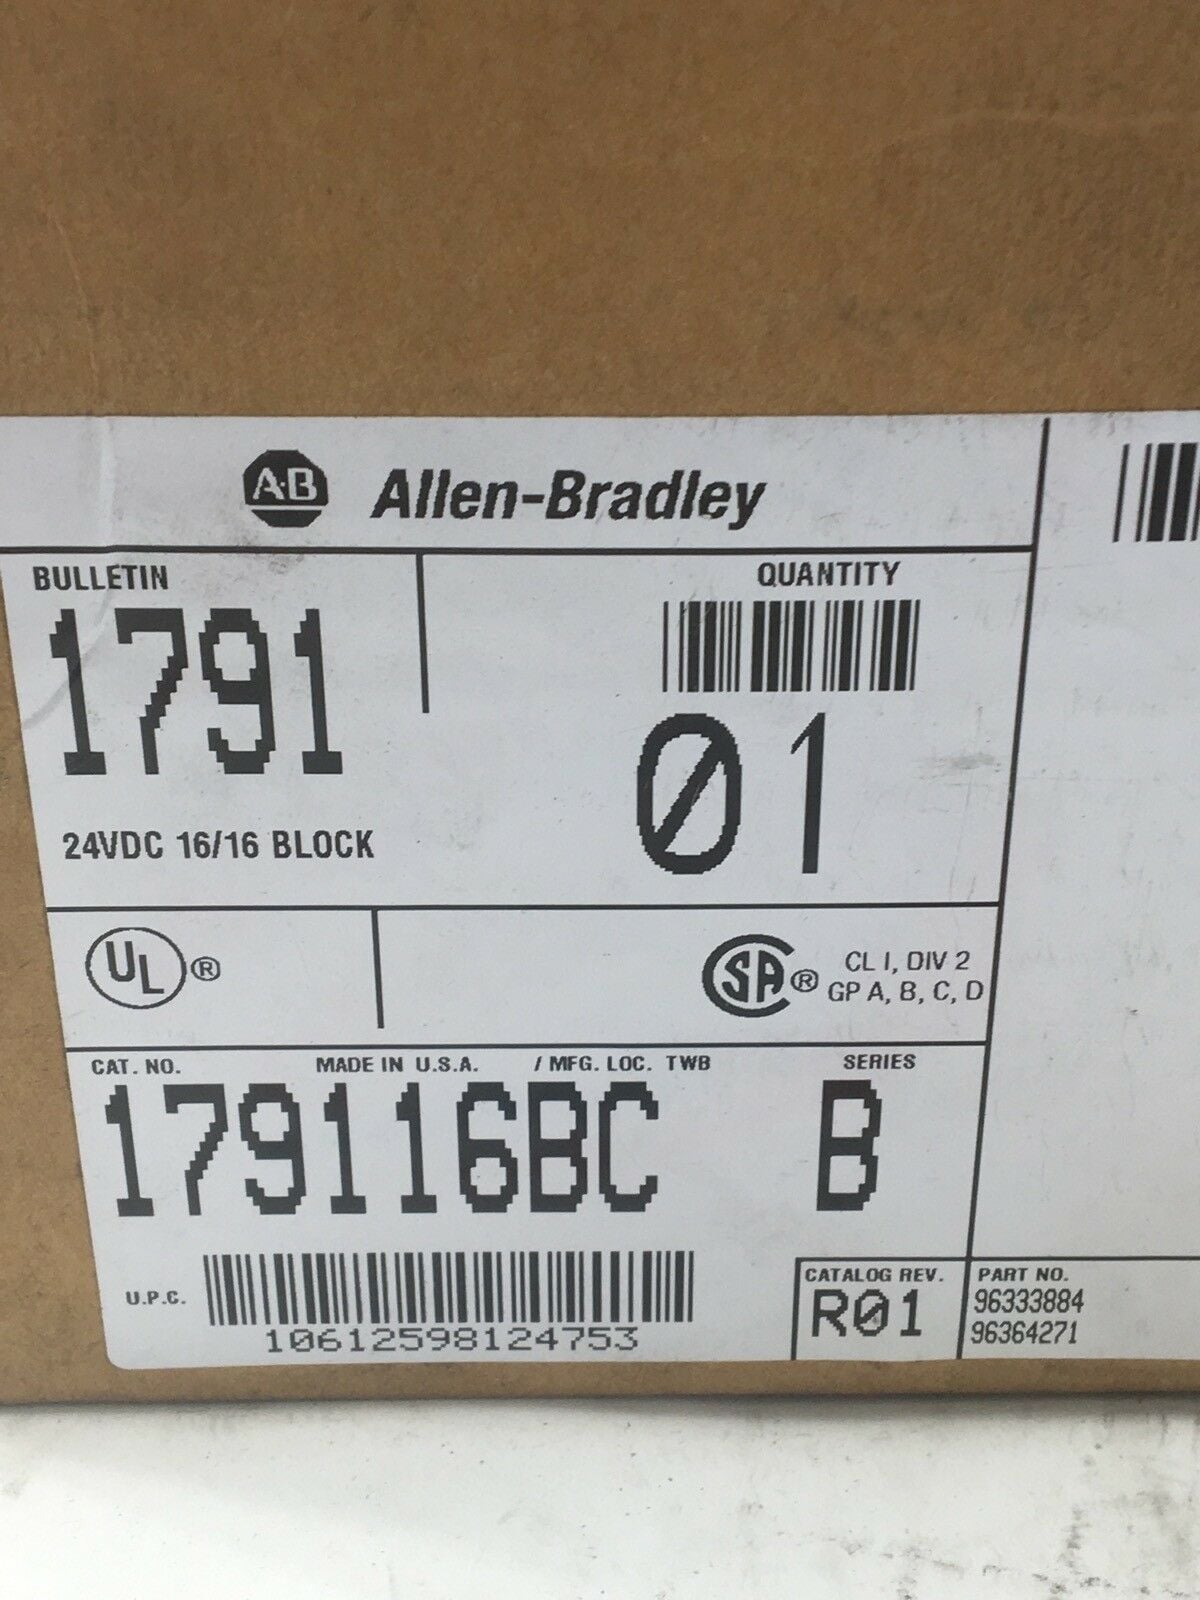 A·B Allen-Bradley
BULLETIN
1791
24VDC 16/16 BLOCK
QUANTITY
01
UL®
SA® CL I, DIV 2
GP A, B, C, D
CAT. NO. MADE IN U.S.A. / MFG. LOC. TWB SERIES
179116BC B
U.P.C.
10612598124753
CATALOG REV.
R01
PART NO.
96333884
96364271